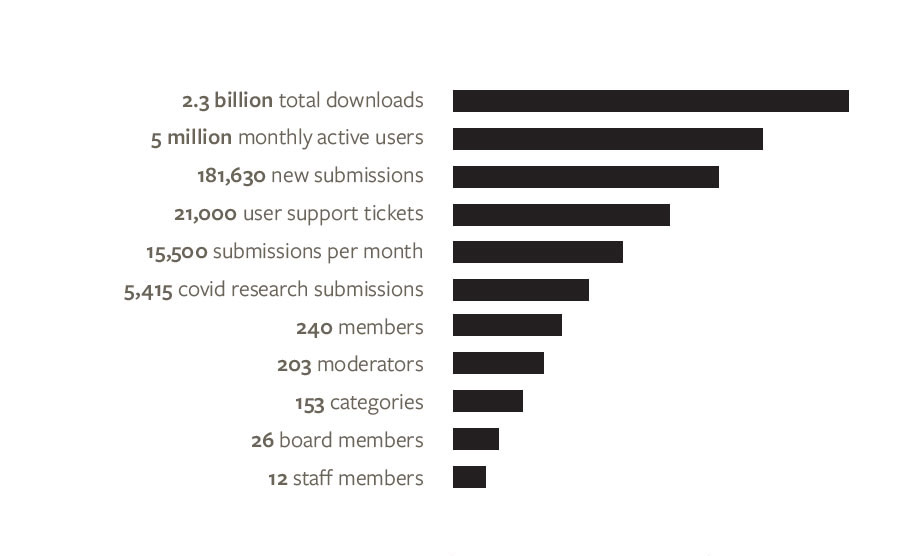 2.3 billion total downloads
5 million monthly active users
181,630 new submissions
21,000 user support tickets
15,500 submissions per month
5,415 covid research submissions
240 members
203 moderators
153 categories
26 board members
12 staff members